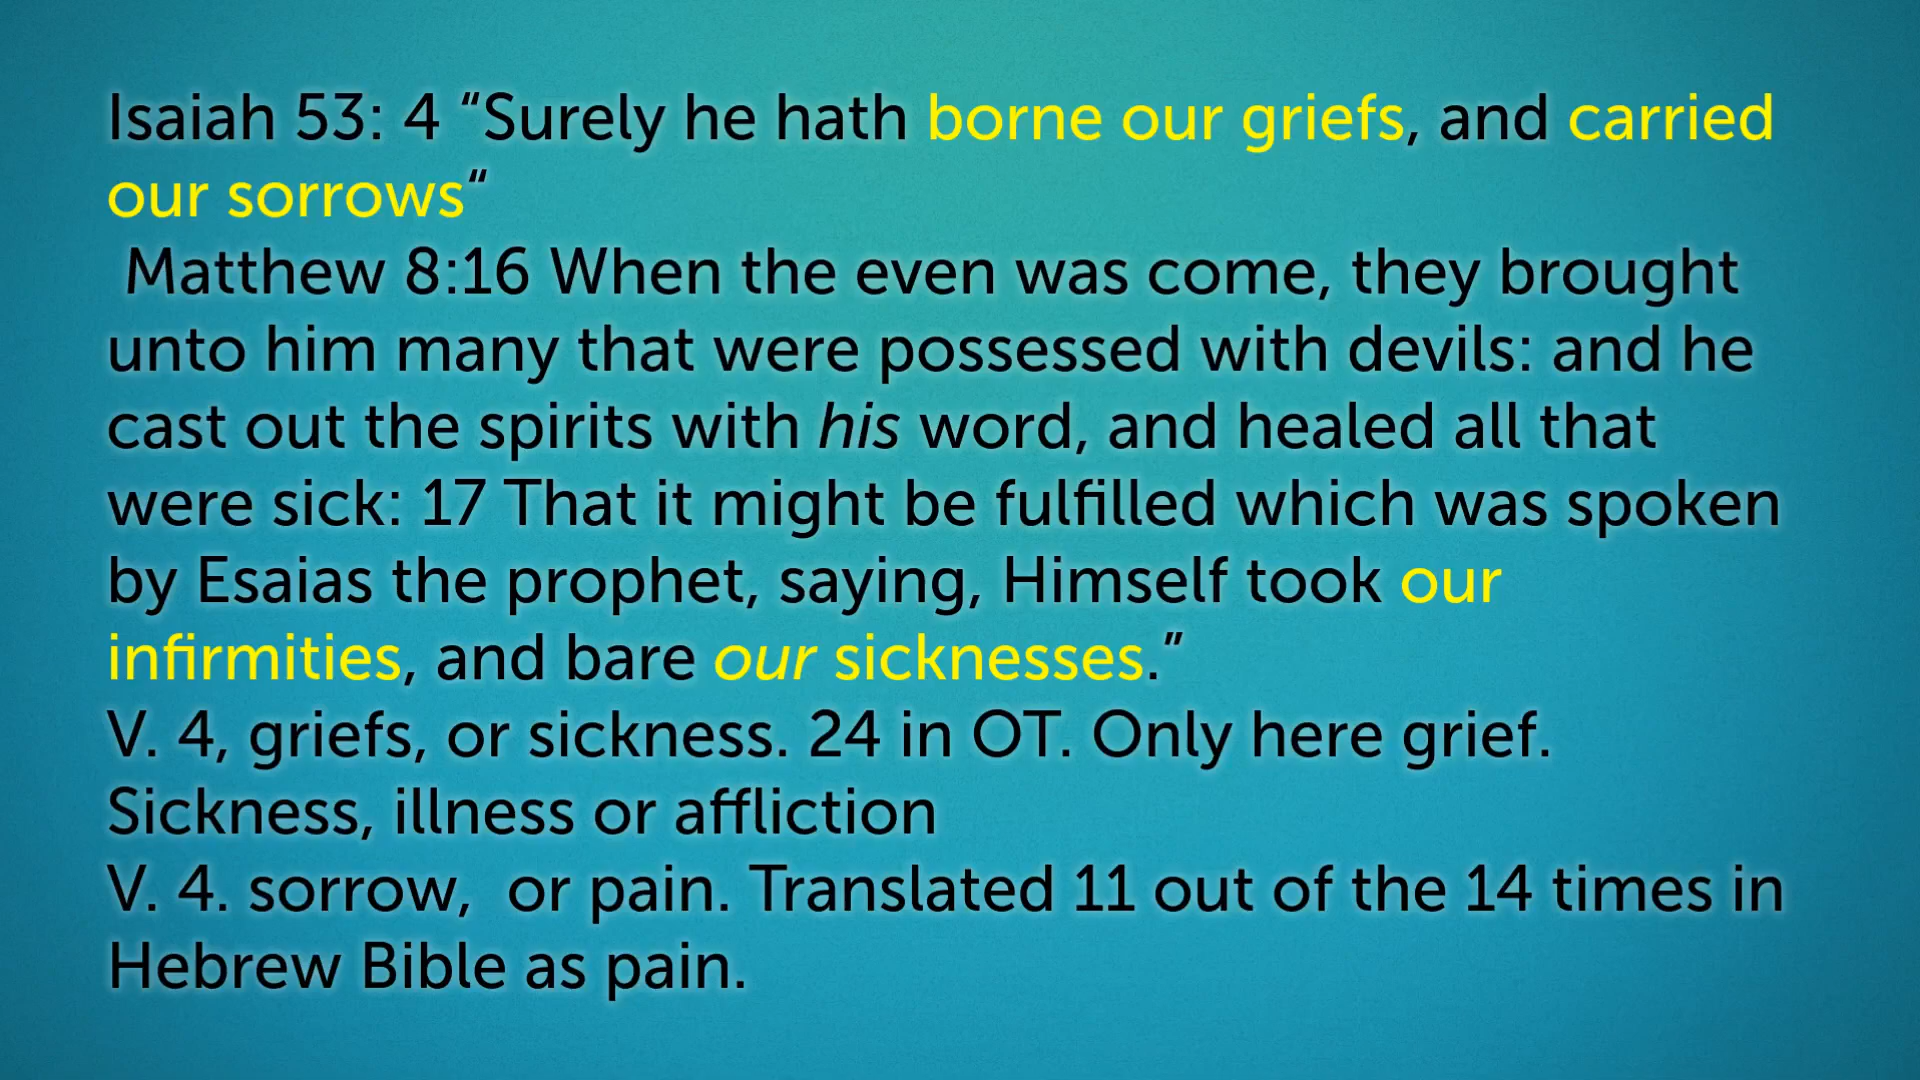 Isaiah 53: 4 “Surely he hath borne our griefs, and carried
our sorrows“
Matthew 8:16 When the even was come, they brought
unto him many that were possessed with devils: and he
cast out the spirits with his word, and healed all that
were sick: 17 That it might be fulfilled which was spoken
by Esaias the prophet, saying, Himself took our
infirmities, and bare our sicknesses.”
V. 4, griefs, or sickness. 24 in OT. Only here grief.
Sickness, illness or affliction
V. 4. sorrow,  or pain. Translated 11 out of the 14 times in
Hebrew Bible as pain.